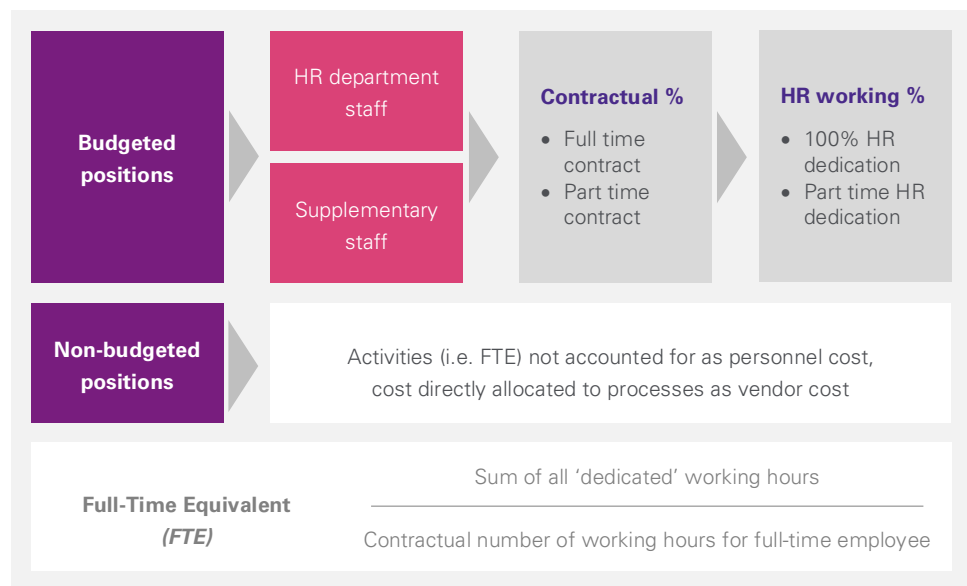 Budgeted
positions
HR department
staff
Supplementary
staff
Contractual %
• Full time
contract
• Part time
contract
HR working %
• 100% HR
dedication
• Part time HR
dedication
Non-budgeted
positions
Activities (i.e. FTE) not accounted for as personnel cost,
cost directly allocated to processes as vendor cost
Full-Time Equivalent
(FTE)
Sum of all ‘dedicated’ working hours
Contractual number of working hours for full-time employee